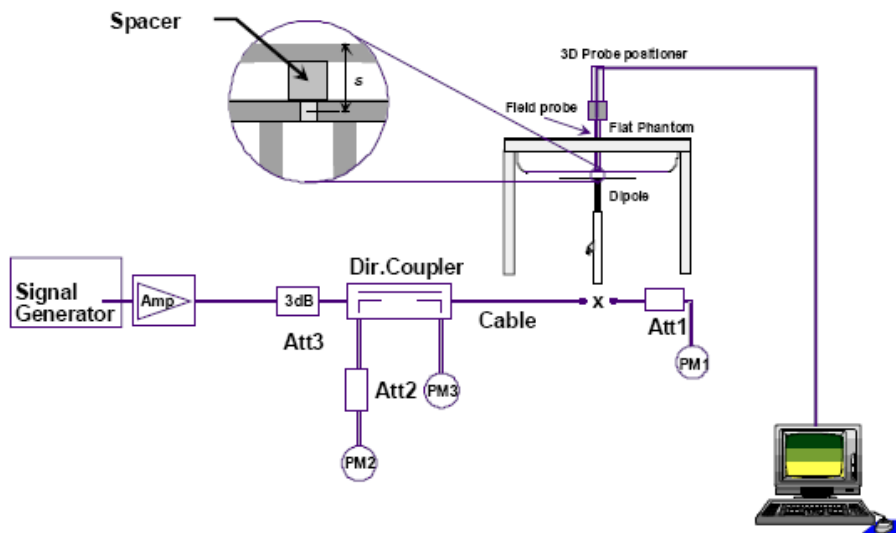 Spacer
s
3D Probe positioner
Field probe
Flat Phantom
Dipole
Signal
Generator
Amp
3dB
Att3
Dir.Coupler
Cable
x
Att1
PM1
Att2
PM3
PM2